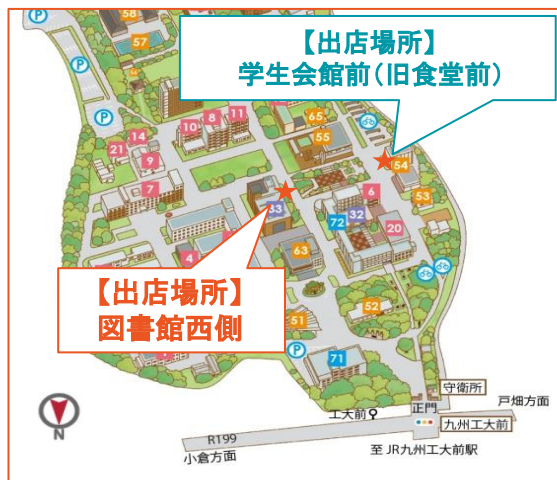 【出店場所】
学生会館前(旧食堂前)
58
P
57
P
P
65
55
11
8
10
14
21
9
7
54
53
6
33
32
72
20
63
4
【出店場所】
図書館西側
52
51
P
71
守衛所
正門
戸畑方面
工大前
九州工大前
R199
小倉方面
至 JR九州工大前駅
N